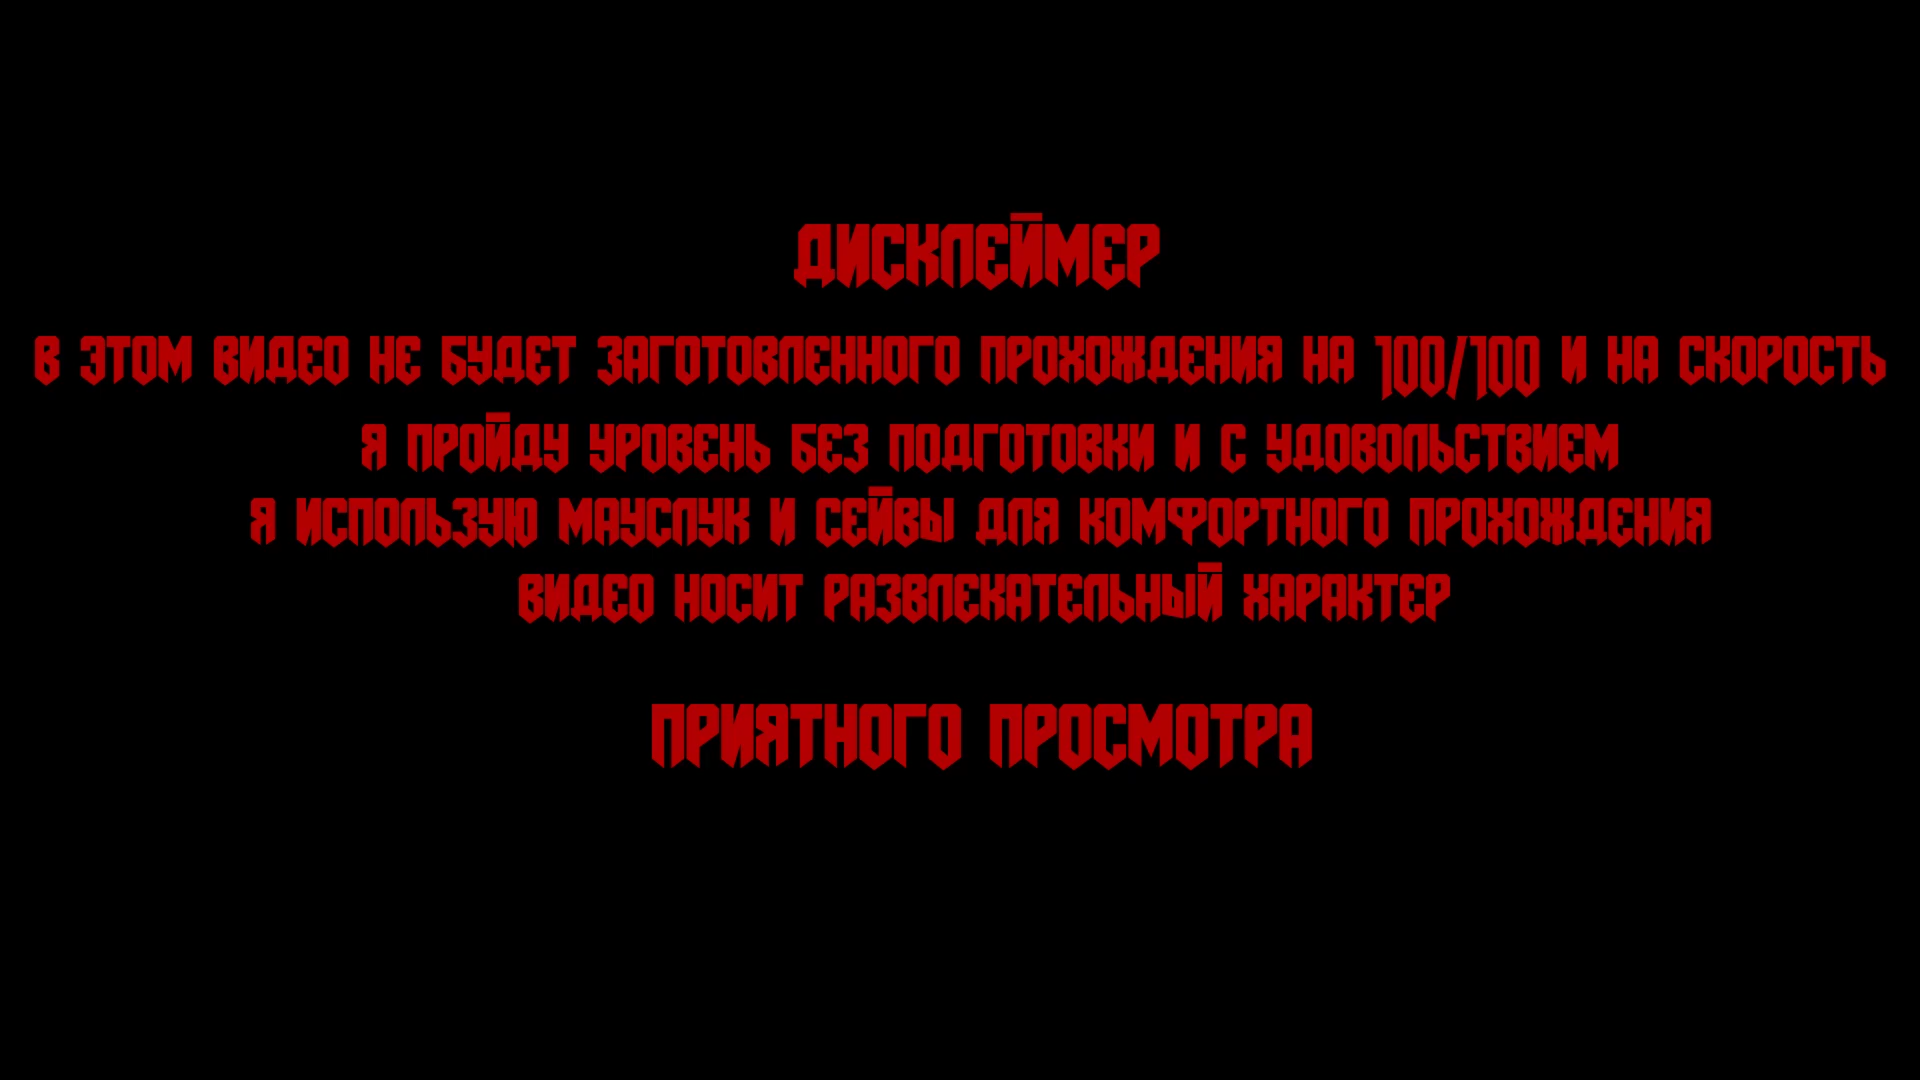 ДИСКЛЕЙМЕР
В ЭТОМ ВИДЕО НЕ БУДЕТ ЗАГОТОВЛЕННОГО ПРОХОЖДЕНИЯ НА 100/100 И НА СКОРОСТЬ
Я ПРОЙДУ УРОВЕНЬ БЕЗ ПОДГОТОВКИ И С УДОВОЛЬСТВИЕМ
Я ИСПОЛЬЗУЮ МАУСЛУК И СЕЙВЫ ДЛЯ КОМФОРТНОГО ПРОХОЖДЕНИЯ
ВИДЕО НОСИТ РАЗВЛЕКАТЕЛЬНЫЙ ХАРАКТЕР
ПРИЯТНОГО ПРОСМОТРА